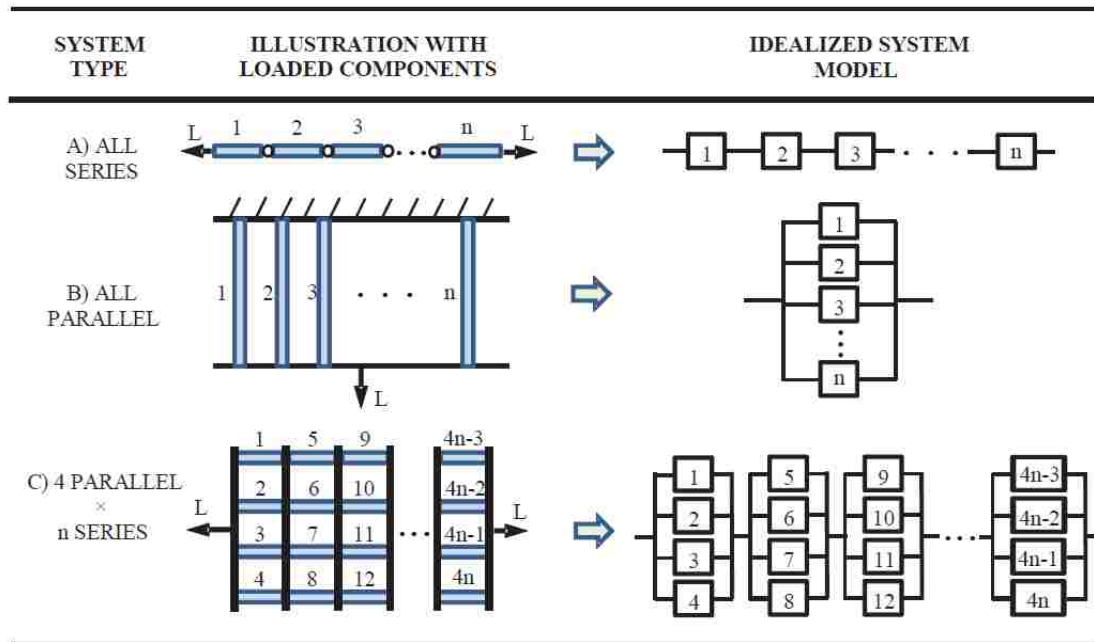 SYSTEM TYPE
ILLUSTRATION WITH LOADED COMPONENTS
IDEALIZED SYSTEM MODEL
A) ALL SERIES
L 1 2 3 n L
1 2 3 . . . n
B) ALL PARALLEL
1 2 3 . . . n
L
1
2
3
n
C) 4 PARALLEL × n SERIES
1 5 9 4n-3
2 6 10 4n-2
L 3 7 11 ... 4n-1 L
4 8 12 4n
1 5 9 4n-3
2 6 10 4n-2
3 7 11 4n-1
4 8 12 4n